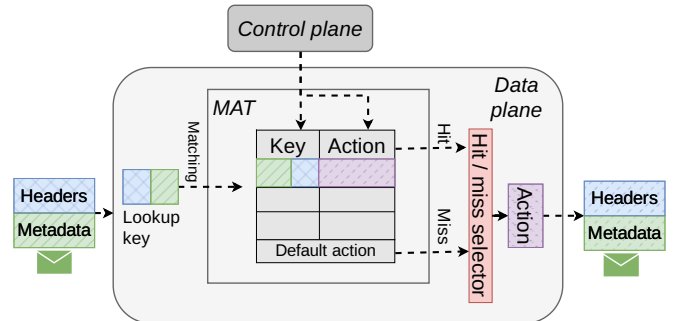 Control plane
Data
plane
MAT
Matching
Key
Action
Hit
Miss
Hit / miss selector
Action
Headers
Metadata
Lookup
key
Default action
Headers
Metadata